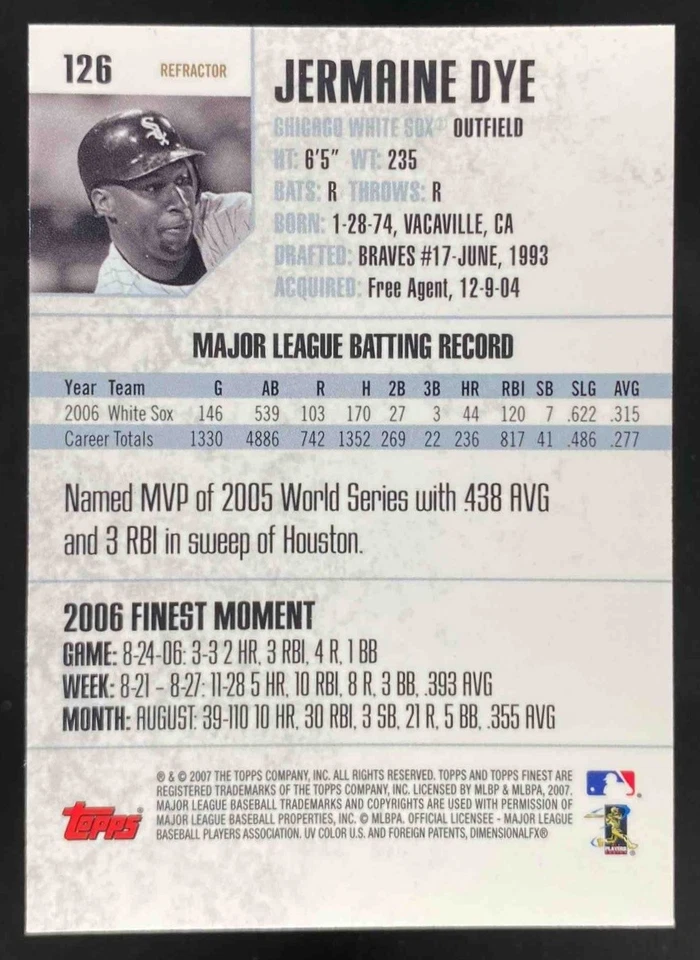 126
REFRACTOR
JERMAINE DYE
CHICAGO WHITE SOX® OUTFIELD
HT: 6'5" WT: 235
BATS: R THROWS: R
BORN: 1-28-74, VACAVILLE, CA
DRAFTED: BRAVES #17-JUNE, 1993
ACQUIRED: Free Agent, 12-9-04
MAJOR LEAGUE BATTING RECORD
Year Team G AB R H 2B 3B HR RBI SB SLG AVG
2006 White Sox 146 539 103 170 27 3 44 120 7 .622 .315
Career Totals 1330 4886 742 1352 269 22 236 817 41 .486 .277
Named MVP of 2005 World Series with .438 AVG
and 3 RBI in sweep of Houston.
2006 FINEST MOMENT
GAME: 8-24-06: 3-3 2 HR, 3 RBI, 4 R, 1 BB
WEEK: 8-21 – 8-27: 11-28 5 HR, 10 RBI, 8 R, 3 BB, .393 AVG
MONTH: AUGUST: 39-110 10 HR, 30 RBI, 3 SB, 21 R, 5 BB, .355 AVG
® & © 2007 THE TOPPS COMPANY, INC. ALL RIGHTS RESERVED. TOPPS AND TOPPS FINEST ARE
REGISTERED TRADEMARKS OF THE TOPPS COMPANY, INC. LICENSED BY MLBP & MLBPA, 2007.
MAJOR LEAGUE BASEBALL TRADEMARKS AND COPYRIGHTS ARE USED WITH PERMISSION OF
MAJOR LEAGUE BASEBALL PROPERTIES, INC. © MLBPA. OFFICIAL LICENSEE - MAJOR LEAGUE
BASEBALL PLAYERS ASSOCIATION. UV COLOR U.S. AND FOREIGN PATENTS, DIMENSIONALFX®
Topps®
PLAYERS